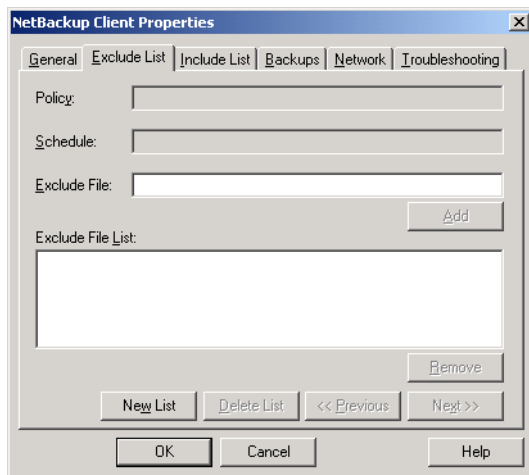 NetBackup Client Properties
General Exclude List Include List Backups Network Troubleshooting
Policy:
Schedule:
Exclude File:
Add
Exclude File List:
Remove
New List Delete List << Previous Next >>
OK Cancel Help